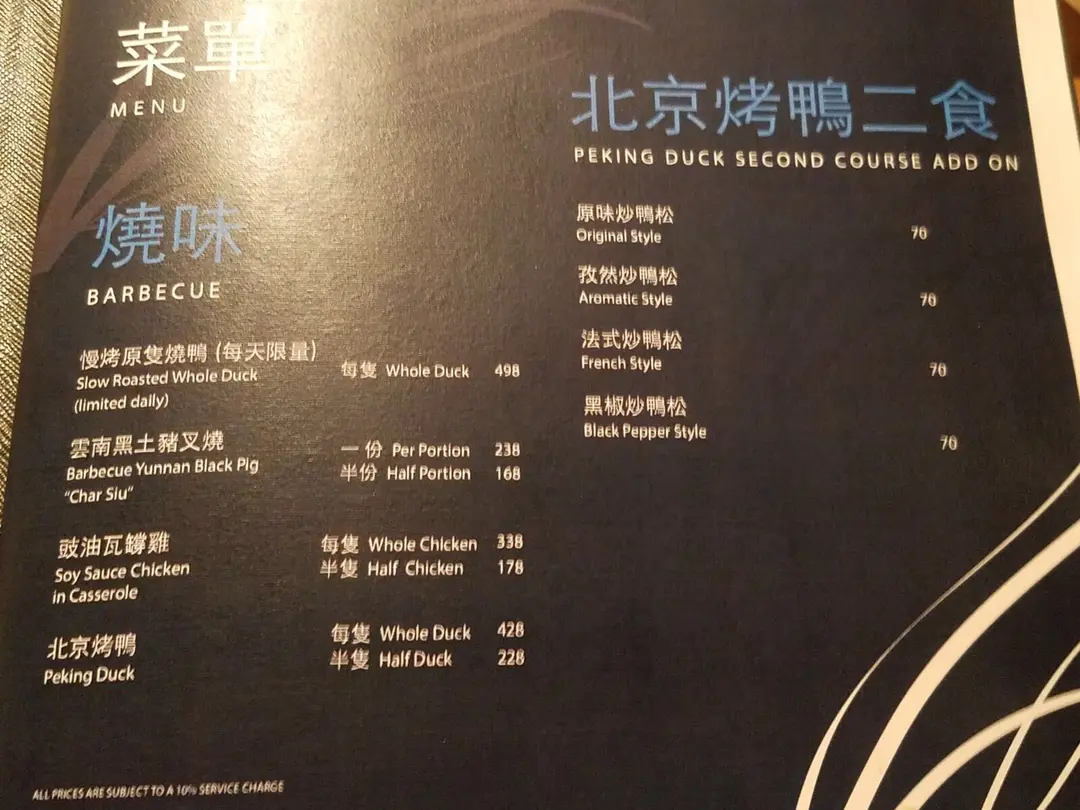 菜單
MENU
燒味
BARBECUE
慢烤原隻燒鴨 (每天限量)
Slow Roasted Whole Duck
(limited daily)
每隻 Whole Duck 498
雲南黑土豬叉燒
Barbecue Yunnan Black Pig
“Char Siu”
一份 Per Portion 238
半份 Half Portion 168
豉油瓦罉雞
Soy Sauce Chicken
in Casserole
每隻 Whole Chicken 338
半隻 Half Chicken 178
北京烤鴨
Peking Duck
每隻 Whole Duck 428
半隻 Half Duck 228
ALL PRICES ARE SUBJECT TO A 10% SERVICE CHARGE
北京烤鴨二食
PEKING DUCK SECOND COURSE ADD ON
原味炒鴨松
Original Style 70
孜然炒鴨松
Aromatic Style 70
法式炒鴨松
French Style 70
黑椒炒鴨松
Black Pepper Style 70